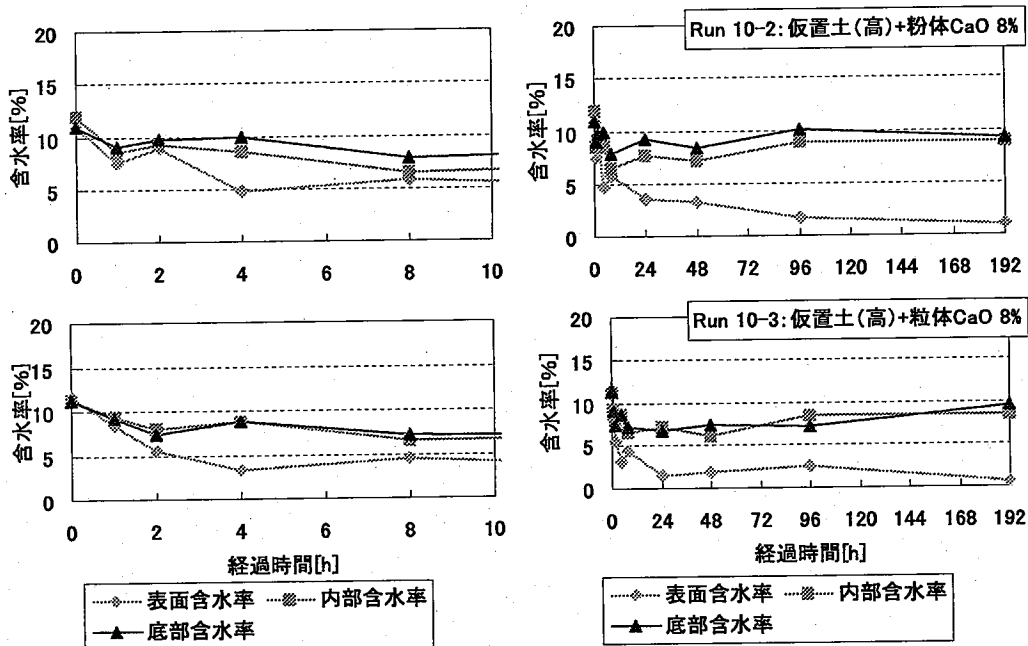 Run 10-2:仮置土(高)+粉体CaO 8%
含水率[%]
20
15
10
5
0
0 2 4 6 8 10
含水率[%]
20
15
10
5
0
0 24 48 72 96 120 144 168 192
Run 10-3:仮置土(高)+粒体CaO 8%
含水率[%]
20
15
10
5
0
0 2 4 6 8 10
経過時間[h]
含水率[%]
20
15
10
5
0
0 24 48 72 96 120 144 168 192
経過時間[h]
表面含水率 内部含水率
底部含水率
表面含水率 内部含水率
底部含水率